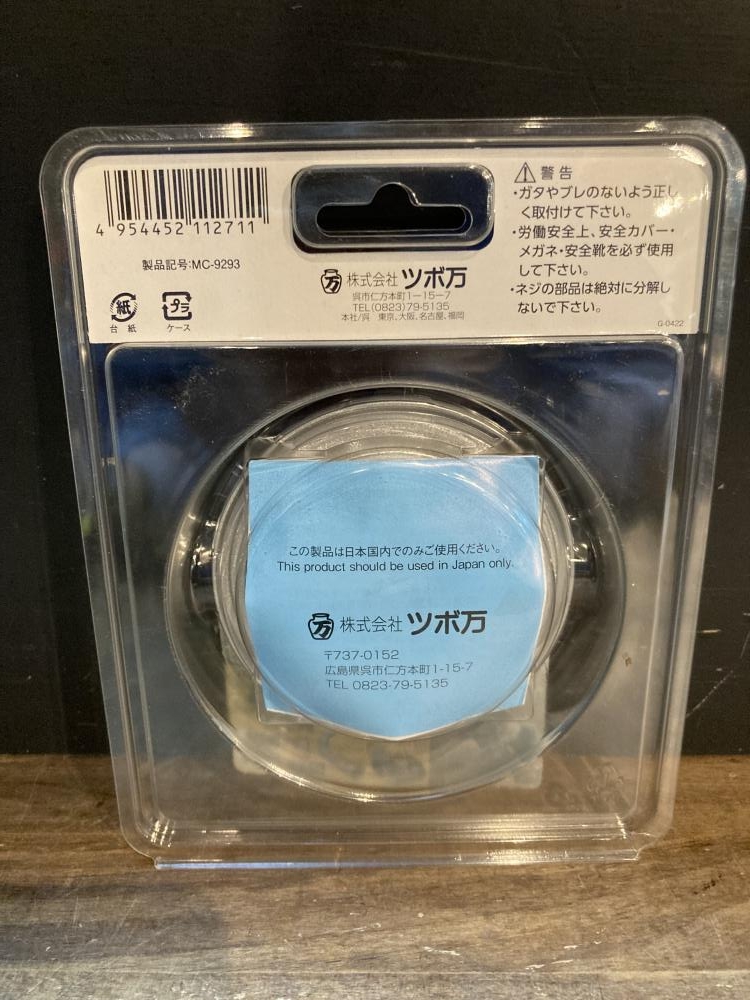 4 954452 112711
製品記号:MC-9293
紙
台 紙
プラ
ケース
万 株式会社 ツボ万
呉市仁方本町1ー15ー7
TEL(0823)79-5135
本社/呉 東京、大阪、名古屋、福岡
警 告
・ガタやブレのないよう正し
く取付けて下さい。
・労働安全上、安全カバー・
メガネ・安全靴を必ず使用
して下さい。
・ネジの部品は絶対に分解し
ないで下さい。
G-0422
この製品は日本国内でのみご使用ください。
This product should be used in Japan only.
万 株式会社 ツボ万
〒737-0152
広島県呉市仁方本町1-15-7
TEL 0823-79-5135